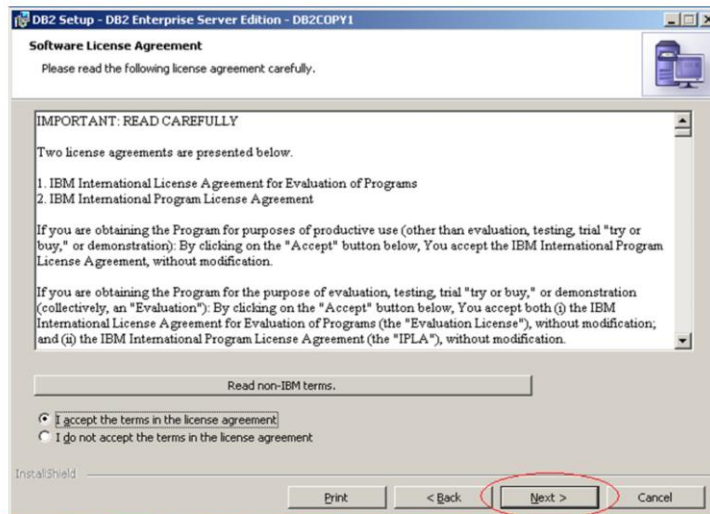 DB2 Setup - DB2 Enterprise Server Edition - DB2COPY1
Software License Agreement
Please read the following license agreement carefully.
IMPORTANT: READ CAREFULLY
Two license agreements are presented below.
1. IBM International License Agreement for Evaluation of Programs
2. IBM International Program License Agreement
If you are obtaining the Program for purposes of productive use (other than evaluation, testing, trial "try or
buy," or demonstration): By clicking on the "Accept" button below, You accept the IBM International Program
License Agreement, without modification.
If you are obtaining the Program for the purpose of evaluation, testing, trial "try or buy," or demonstration
(collectively, an "Evaluation"): By clicking on the "Accept" button below, You accept both (i) the IBM
International License Agreement for Evaluation of Programs (the "Evaluation License"), without modification;
and (ii) the IBM International Program License Agreement (the "IPLA"), without modification.
Read non-IBM terms.
I accept the terms in the license agreement
I do not accept the terms in the license agreement
InstallShield
Print
< Back
Next >
Cancel